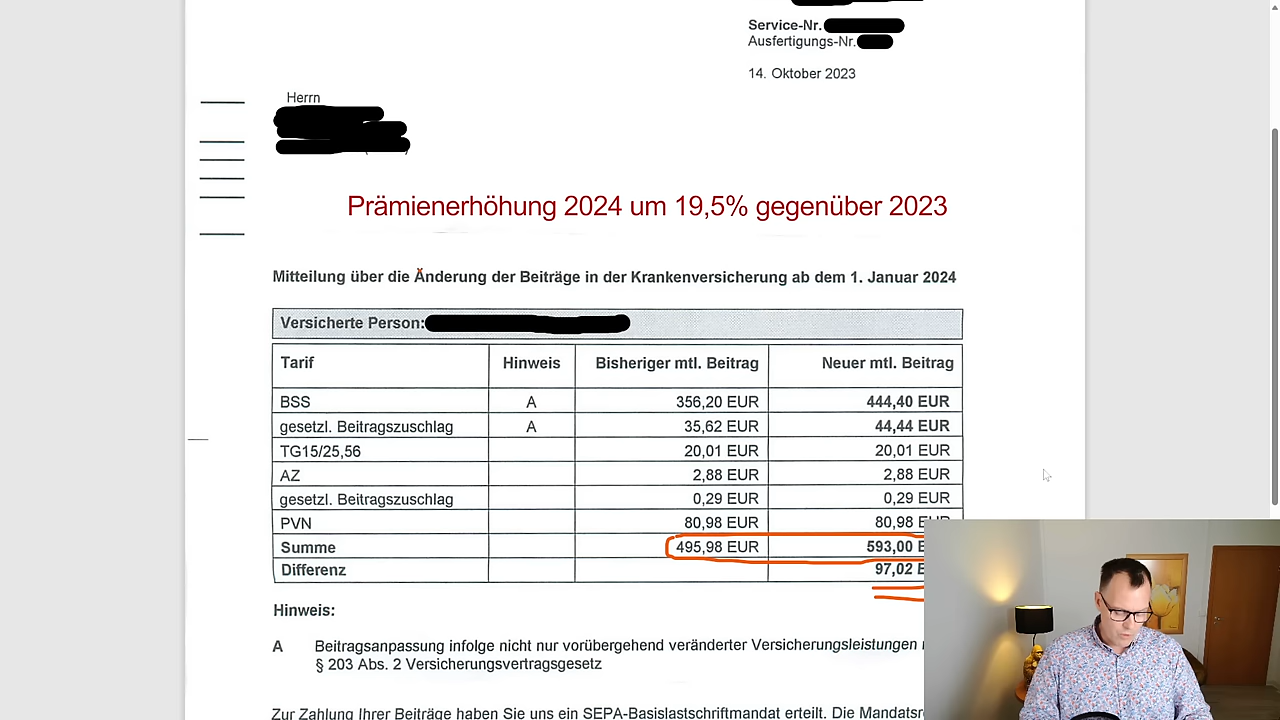 Service-Nr.
Ausfertigungs-Nr.
14. Oktober 2023
Herrn
Prämienerhöhung 2024 um 19,5% gegenüber 2023
Mitteilung über die Änderung der Beiträge in der Krankenversicherung ab dem 1. Januar 2024
Versicherte Person:
Tarif Hinweis Bisheriger mtl. Beitrag Neuer mtl. Beitrag
BSS A 356,20 EUR 444,40 EUR
gesetzl. Beitragszuschlag A 35,62 EUR 44,44 EUR
TG15/25,56 20,01 EUR 20,01 EUR
AZ 2,88 EUR 2,88 EUR
gesetzl. Beitragszuschlag 0,29 EUR 0,29 EUR
PVN 80,98 EUR 80,98 EUR
Summe 495,98 EUR 593,00
Differenz 97,02
Hinweis:
A Beitragsanpassung infolge nicht nur vorübergehend veränderter Versicherungsleistungen
§ 203 Abs. 2 Versicherungsvertragsgesetz
Zur Zahlung Ihrer Beiträge haben Sie uns ein SEPA-Basislastschriftmandat erteilt. Die